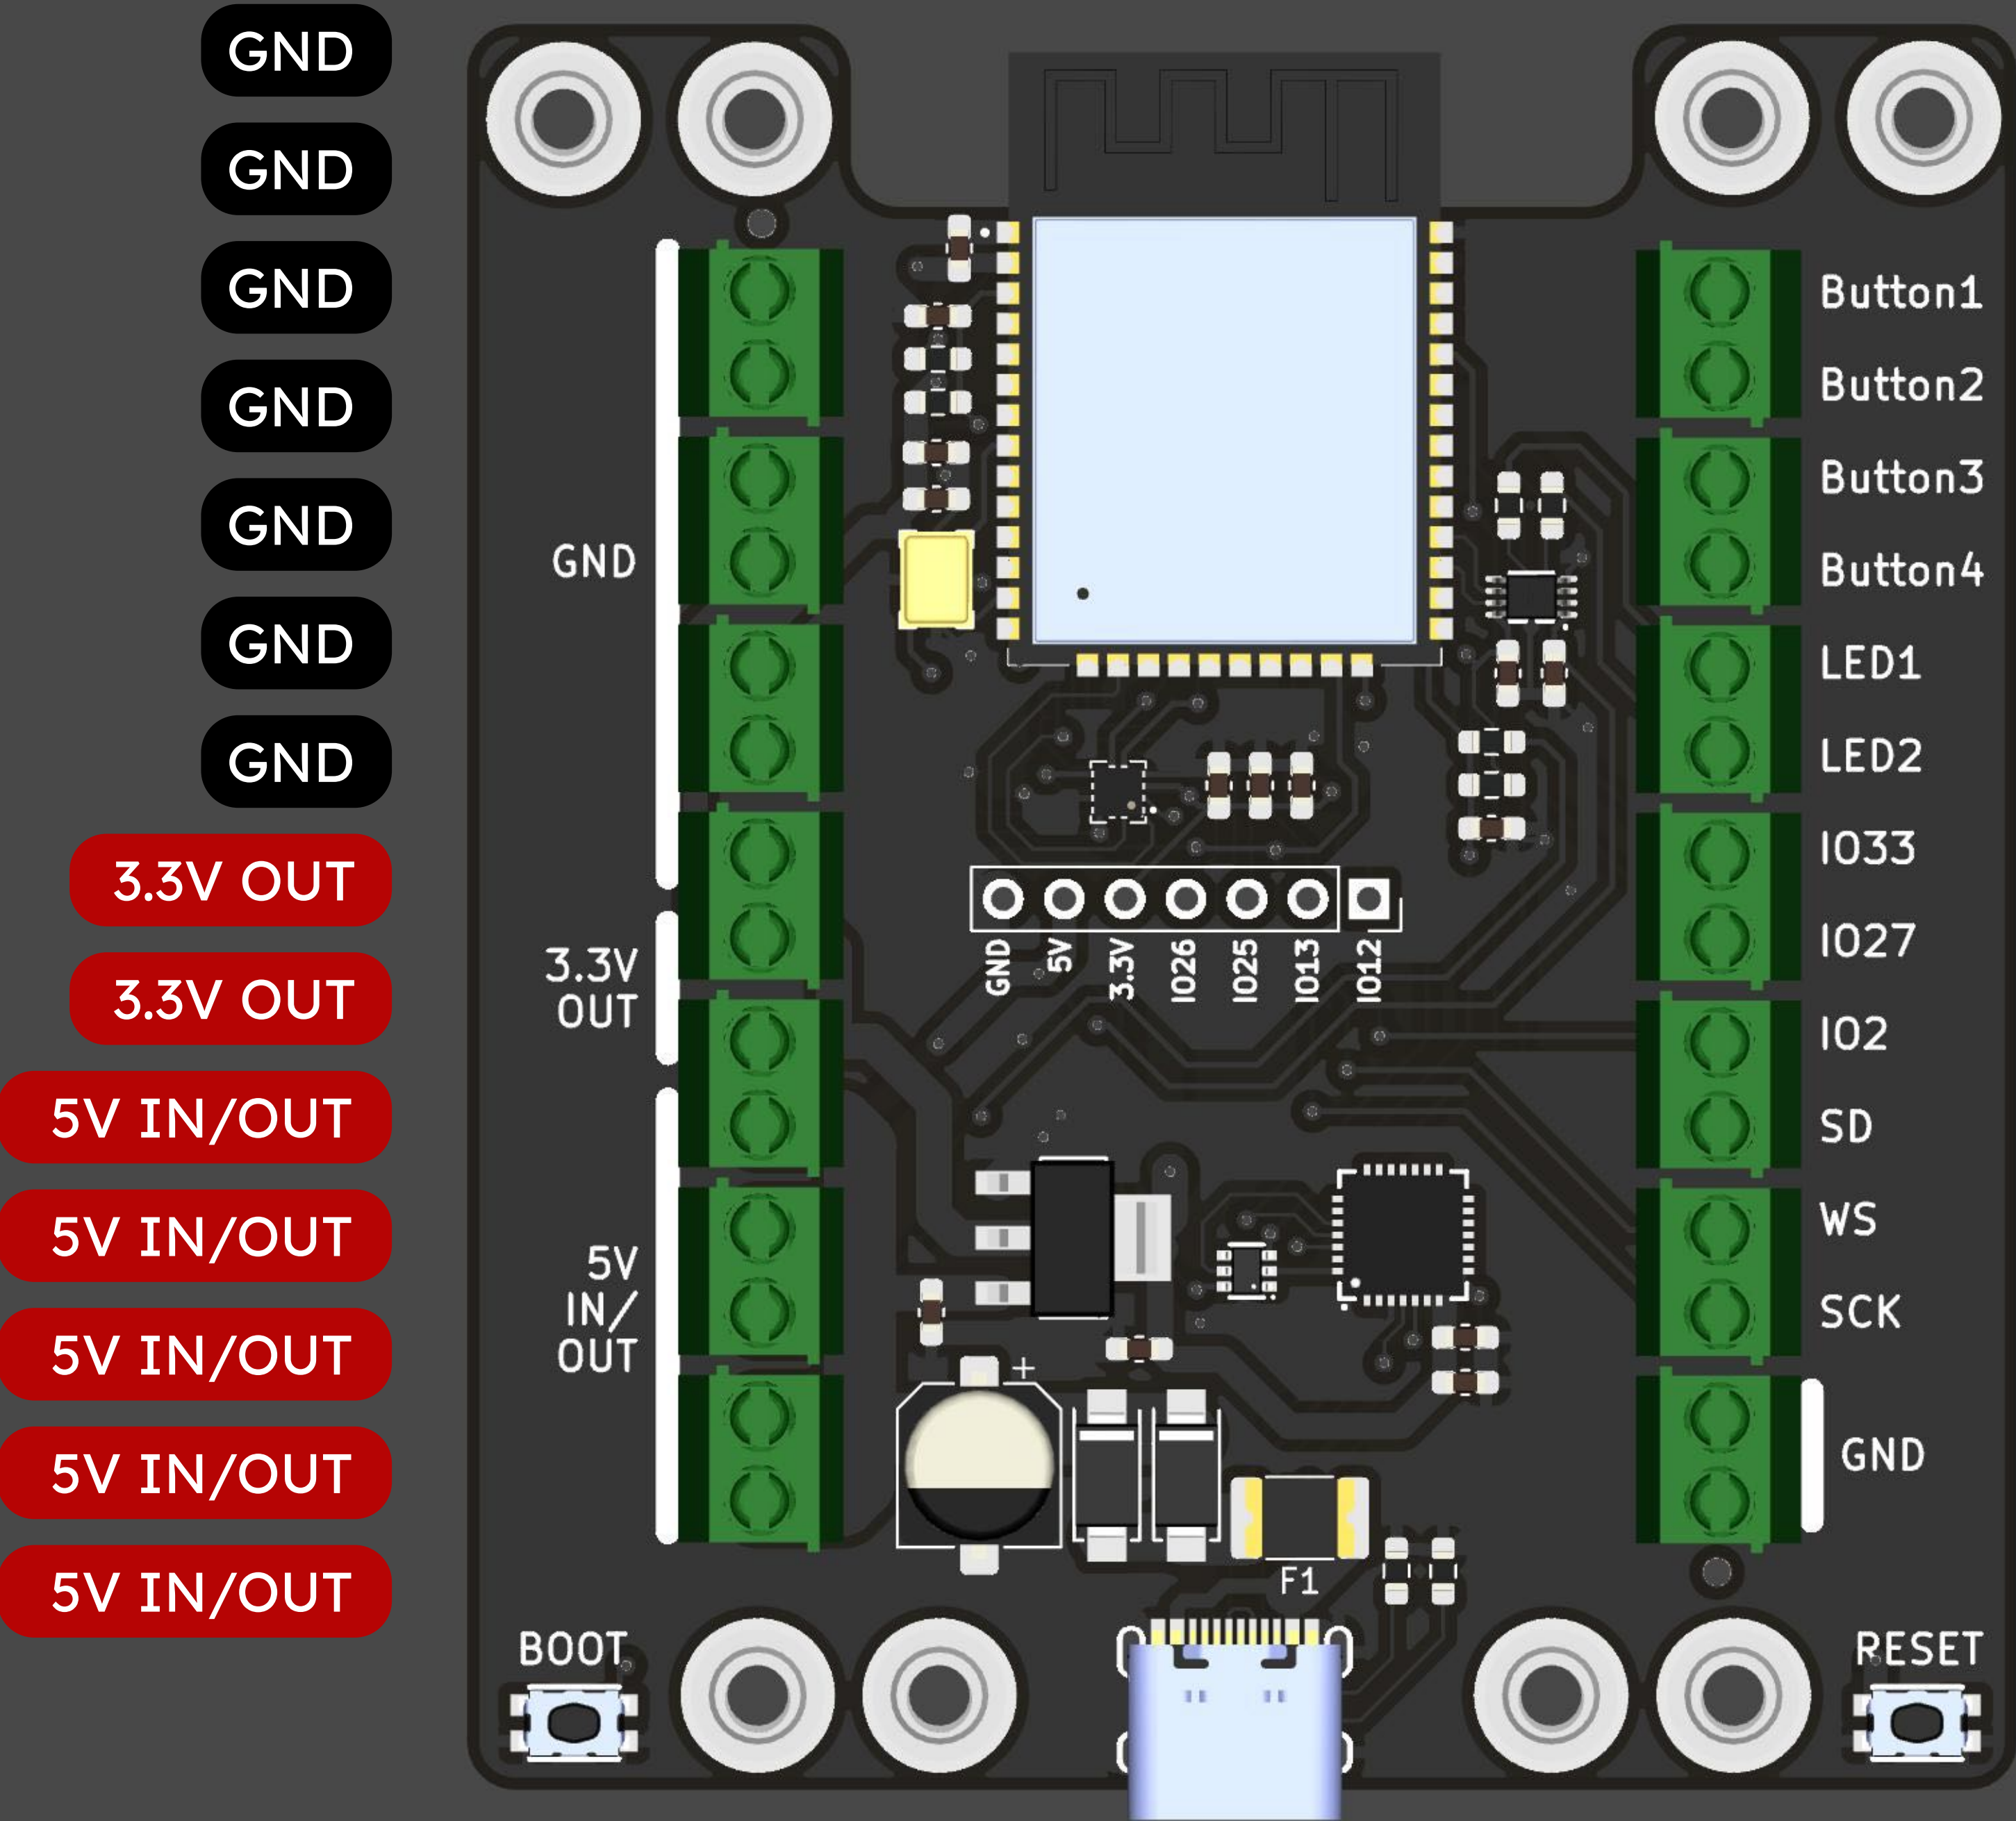 GND
GND
GND
GND
GND
GND
GND
3.3V OUT
3.3V OUT
5V IN/OUT
5V IN/OUT
5V IN/OUT
5V IN/OUT
5V IN/OUT
GND
3.3V
OUT
5V
IN/
OUT
BOOT
GND
5V
3.3V
IO26
IO25
IO13
IO12
+
F1
Button1
Button2
Button3
Button4
LED1
LED2
IO33
IO27
IO2
SD
WS
SCK
GND
RESET